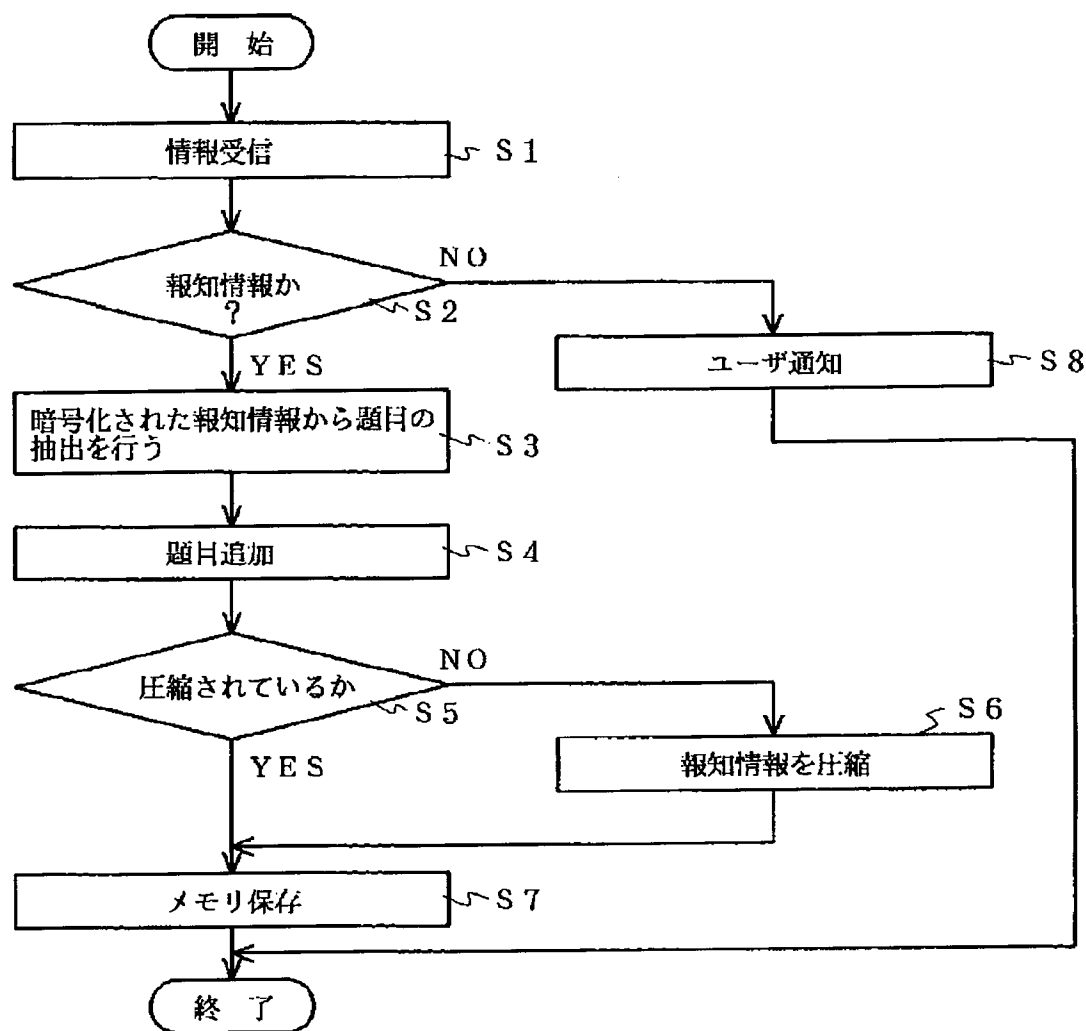 開 始
情報受信
S1
報知情報か
?
S2
NO
YES
ユーザ通知
S8
暗号化された報知情報から題目の
抽出を行う
S3
題目追加
S4
圧縮されているか
S5
NO
YES
S6
報知情報を圧縮
メモリ保存
S7
終 了